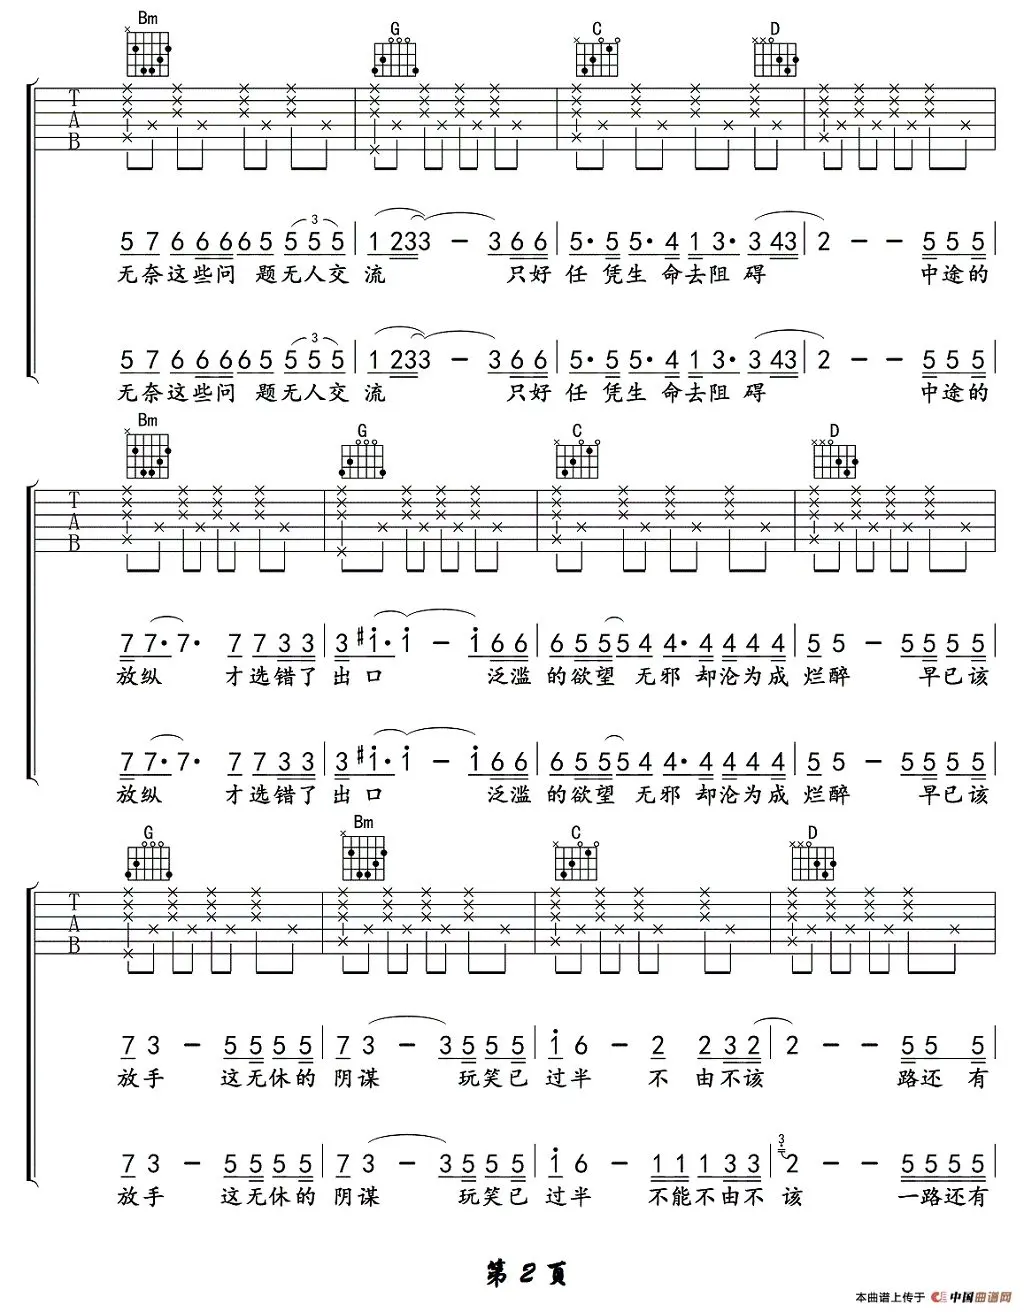 Bm G C D
T
A
B
5 7 6 6 6 6 5 5 5 5 | 1 2 3 3 - 3 6 6 | 5· 5 5· 4 1 3· 3 4 3 | 2 - - 5 5 5 |
无奈这些问 题无人交 流 只好 任 凭生 命去阻 碍 中途的
5 7 6 6 6 6 5 5 5 5 | 1 2 3 3 - 3 6 6 | 5· 5 5· 4 1 3· 3 4 3 | 2 - - 5 5 5 |
无奈这些问 题无人交 流 只好 任 凭生 命去阻 碍 中途的
Bm G C D
T
A
B
7 7· 7· 7 7 3 3 | 3 #1· 1 - 1 6 6 | 6 5 5 5 4 4· 4 4 4 4 | 5 5 - 5 5 5 |
放纵 才选错了 出口 泛滥 的欲望 无邪 却沦为成 烂醉 早已该
7 7· 7· 7 7 3 3 | 3 #1· 1 - 1 6 6 | 6 5 5 5 4 4· 4 4 4 4 | 5 5 - 5 5 5 |
放纵 才选错了 出口 泛滥 的欲望 无邪 却沦为成 烂醉 早已该
G Bm C D
T
A
B
7 3 - 5 5 5 5 | 7 3 - 3 5 5 5 | 1 6 - 2 2 3 2 | 2 - - 5 5 5 |
放手 这无休的 阴谋 玩笑已 过半 不 由不该 路还 有
7 3 - 5 5 5 5 | 7 3 - 3 5 5 5 | 1 6 - 1 1 1 3 3 | 2 - - 5 5 5 5 |
放手 这无休的 阴谋 玩笑已 过半 不能不由不 该 一路还有
第 2 页
本曲谱上传于 中国曲谱网